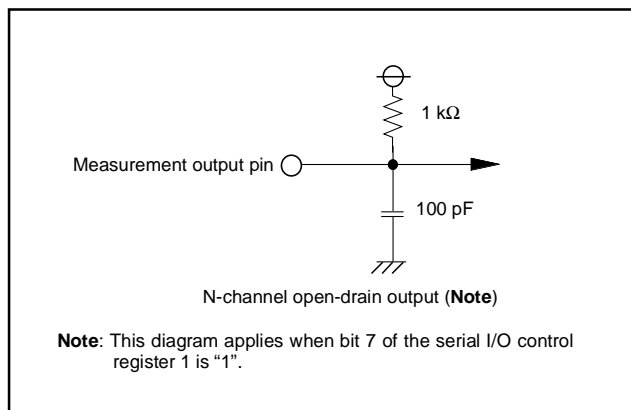 1 kΩ
Measurement output pin
100 pF
N-channel open-drain output (Note)
Note: This diagram applies when bit 7 of the serial I/O control
register 1 is “1”.